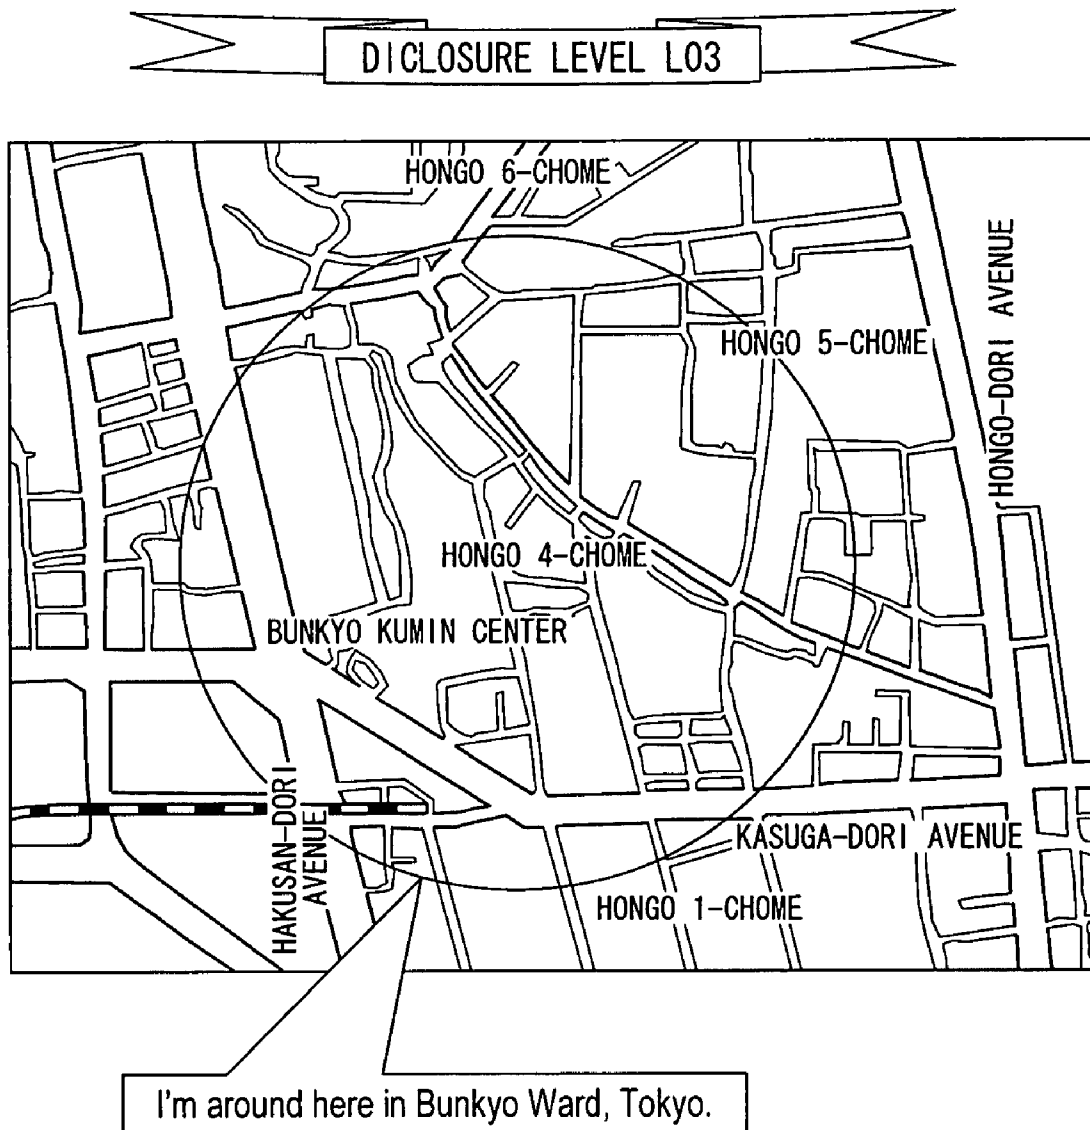 DICLOSURE LEVEL L03
HONGO 6-CHOME
HONGO-DORI AVENUE
HONGO 5-CHOME
HONGO 4-CHOME
BUNKYO KUMIN CENTER
HAKUSAN-DORI
AVENUE
KASUGA-DORI AVENUE
HONGO 1-CHOME
I'm around here in Bunkyo Ward, Tokyo.